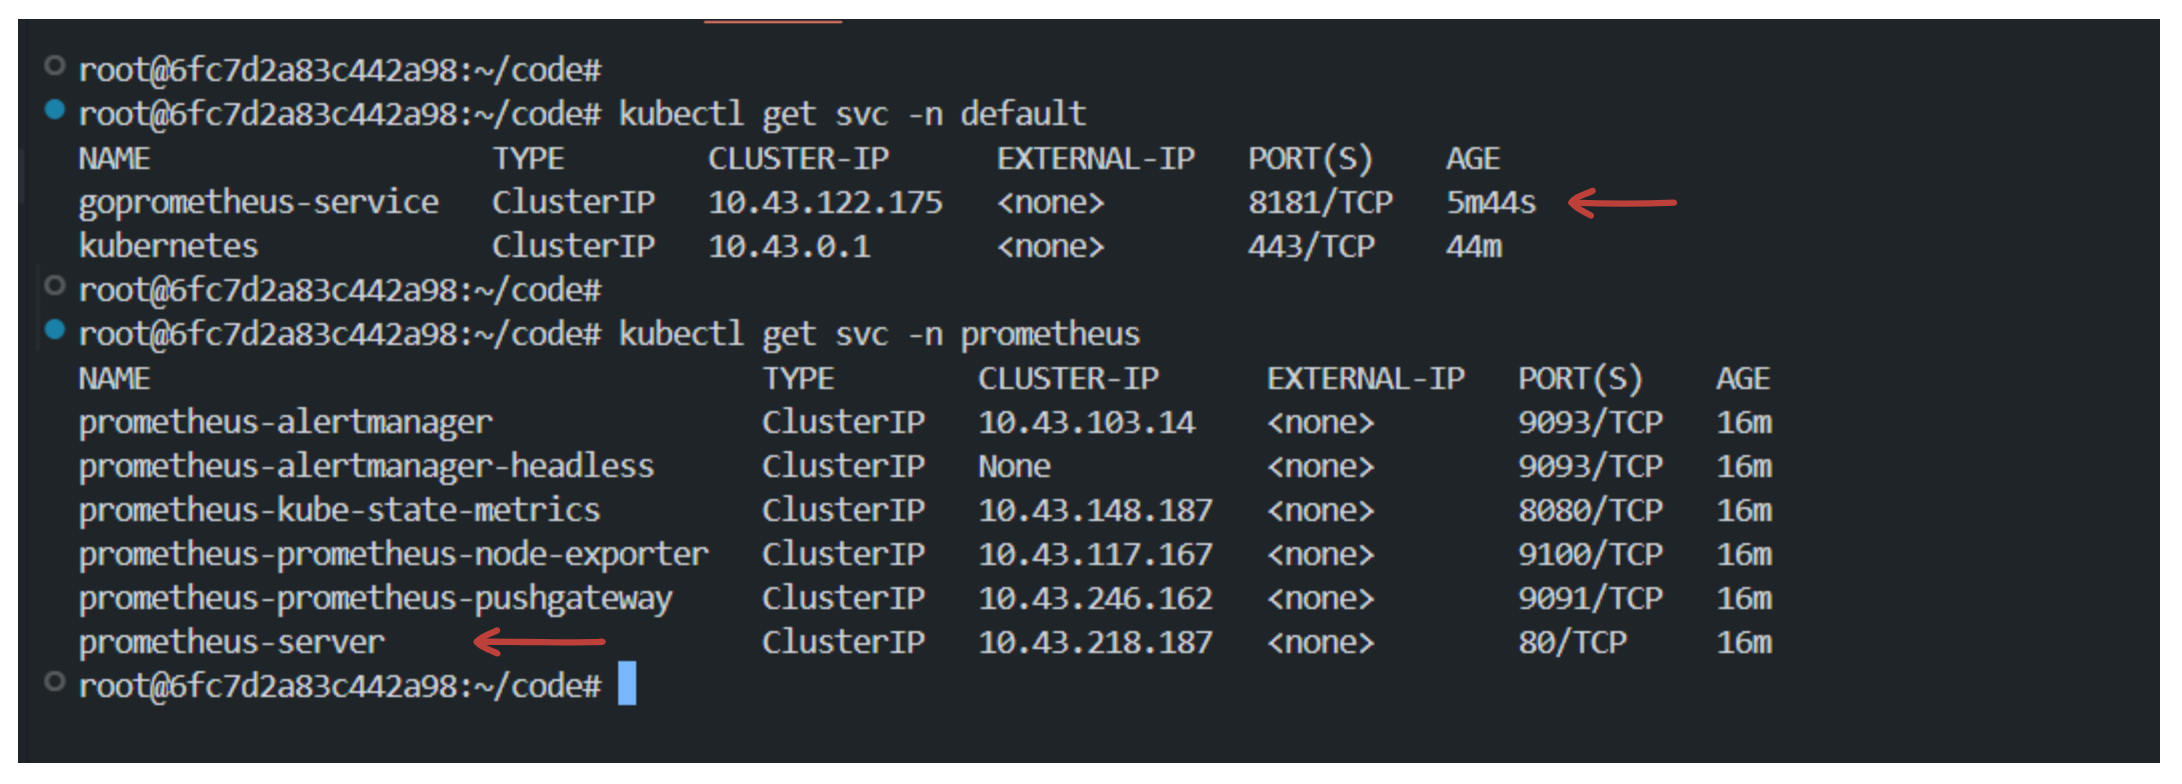 root@6fc7d2a83c442a98:~/code#
root@6fc7d2a83c442a98:~/code# kubectl get svc -n default
NAME TYPE CLUSTER-IP EXTERNAL-IP PORT(S) AGE
goprometheus-service ClusterIP 10.43.122.175 <none> 8181/TCP 5m44s
kubernetes ClusterIP 10.43.0.1 <none> 443/TCP 44m
root@6fc7d2a83c442a98:~/code#
root@6fc7d2a83c442a98:~/code# kubectl get svc -n prometheus
NAME TYPE CLUSTER-IP EXTERNAL-IP PORT(S) AGE
prometheus-alertmanager ClusterIP 10.43.103.14 <none> 9093/TCP 16m
prometheus-alertmanager-headless ClusterIP None <none> 9093/TCP 16m
prometheus-kube-state-metrics ClusterIP 10.43.148.187 <none> 8080/TCP 16m
prometheus-prometheus-node-exporter ClusterIP 10.43.117.167 <none> 9100/TCP 16m
prometheus-prometheus-pushgateway ClusterIP 10.43.246.162 <none> 9091/TCP 16m
prometheus-server ClusterIP 10.43.218.187 <none> 80/TCP 16m
root@6fc7d2a83c442a98:~/code#